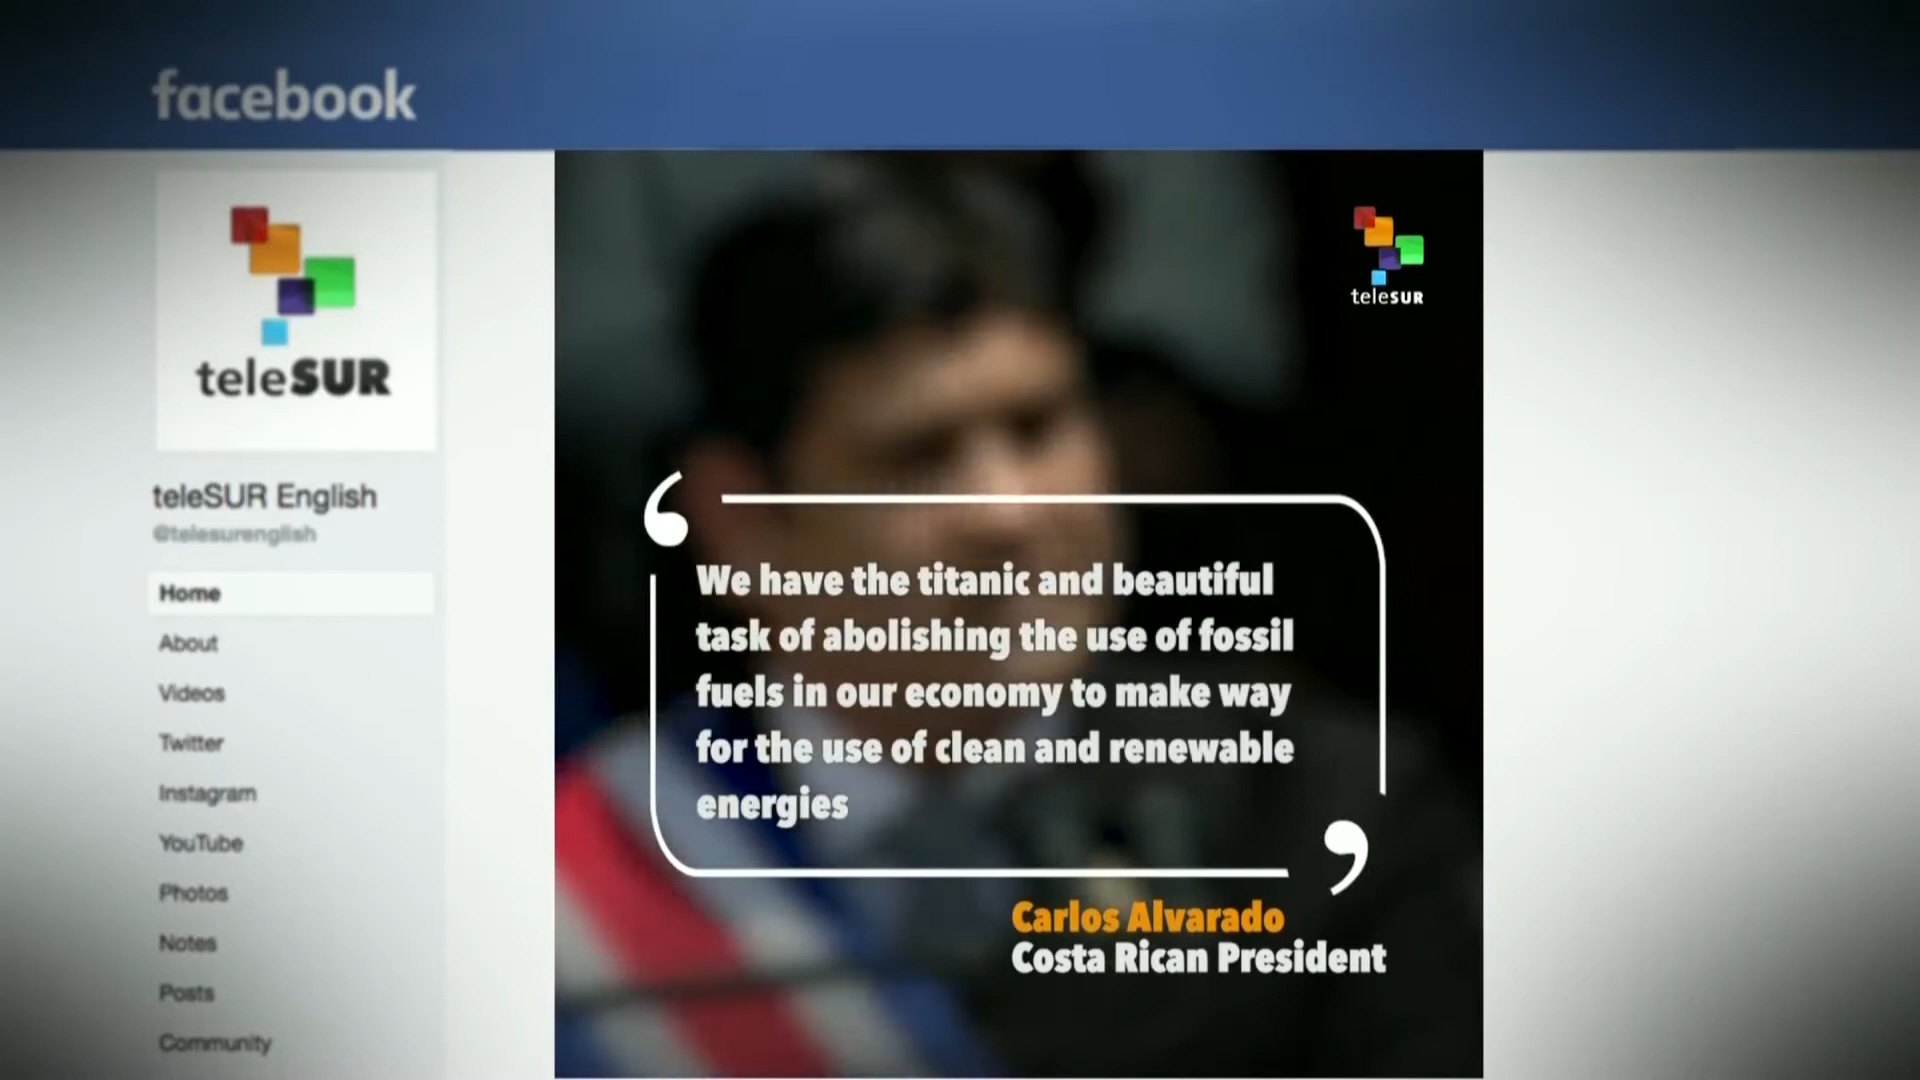 facebook
teleSUR
teleSUR English
@telesurenglish
Home
About
Videos
Twitter
Instagram
YouTube
Photos
Notes
Posts
Community
teleSUR
We have the titanic and beautiful
task of abolishing the use of fossil
fuels in our economy to make way
for the use of clean and renewable
energies
Carlos Alvarado
Costa Rican President